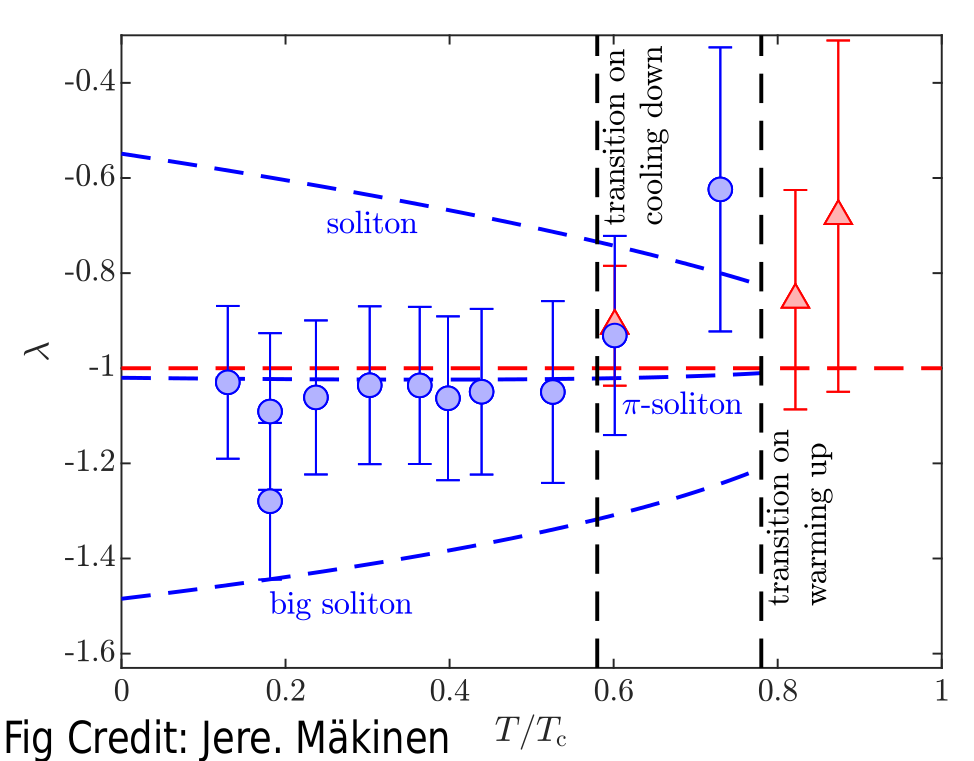 -0.4
-0.6
-0.8
-1
-1.2
-1.4
-1.6
λ
soliton
transition on
cooling down
π-soliton
transition on
warming up
big soliton
0 0.2 0.4 0.6 0.8 1
T/Tc
Fig Credit: Jere. Mäkinen